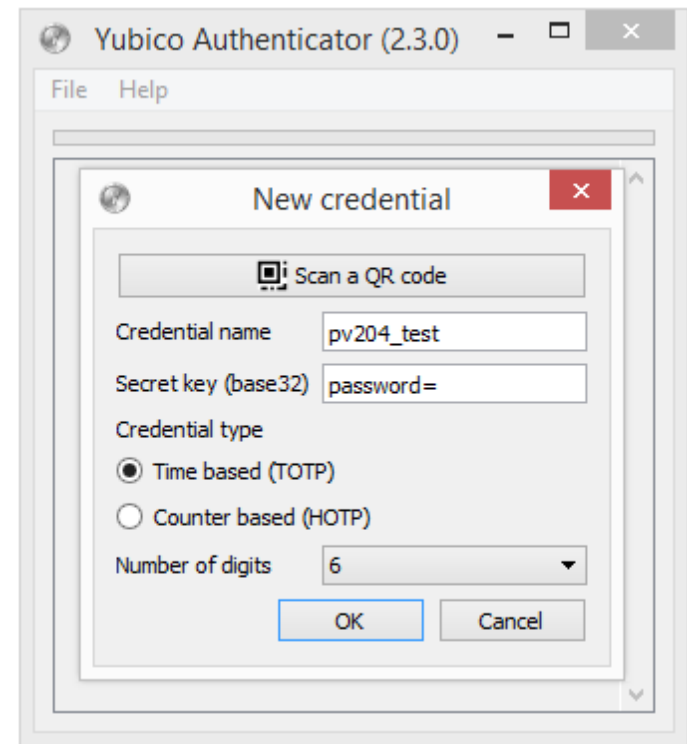 Yubico Authenticator (2.3.0)
File Help
New credential
Scan a QR code
Credential name pv204_test
Secret key (base32) password=
Credential type
Time based (TOTP)
Counter based (HOTP)
Number of digits 6
OK Cancel